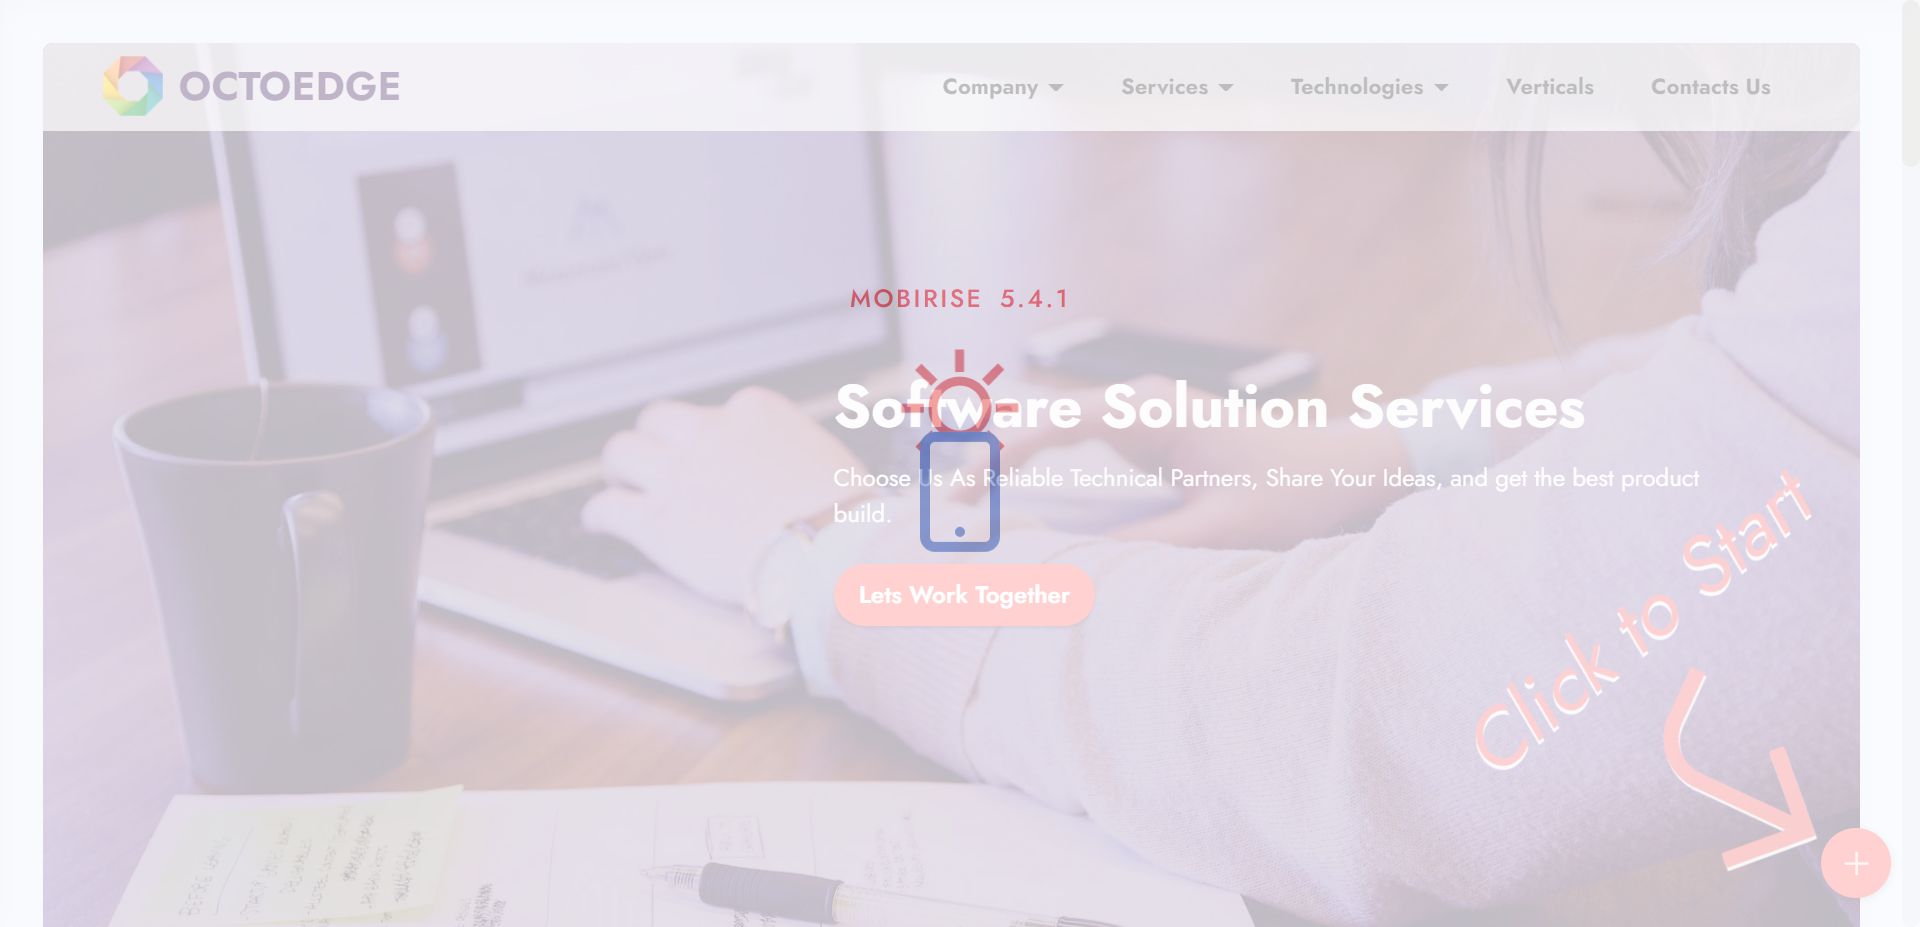 OCTOEDGE
Company
Services
Technologies
Verticals
Contacts Us
MOBIRISE 5.4.1
Software Solution Services
Choose Us As Reliable Technical Partners, Share Your Ideas, and get the best product
build.
Lets Work Together
Click to Start
BEFORE